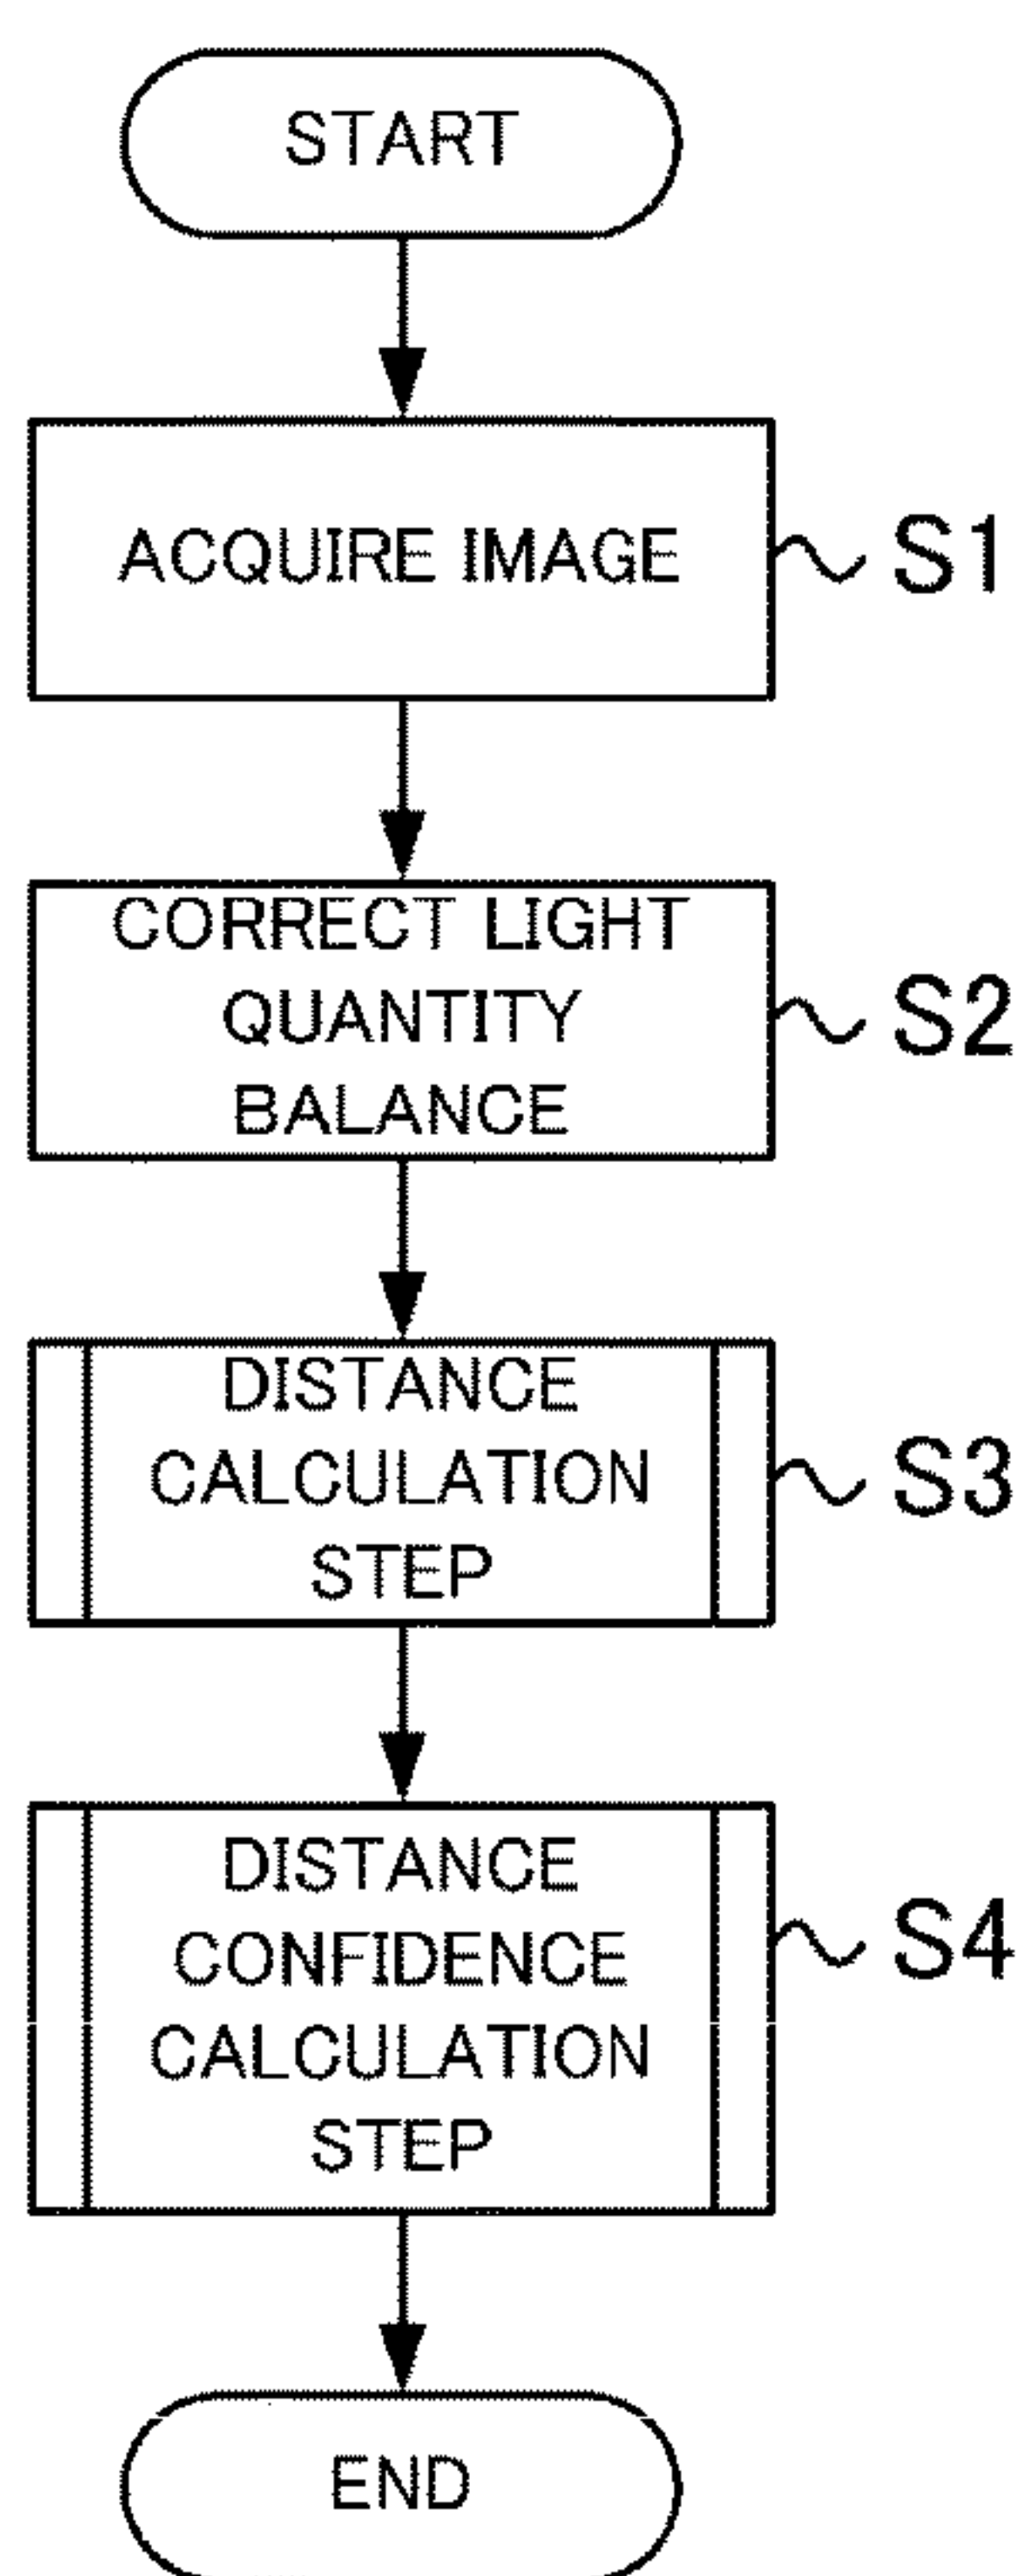 START
ACQUIRE IMAGE
S1
CORRECT LIGHT
QUANTITY
BALANCE
S2
DISTANCE
CALCULATION
STEP
S3
DISTANCE
CONFIDENCE
CALCULATION
STEP
S4
END